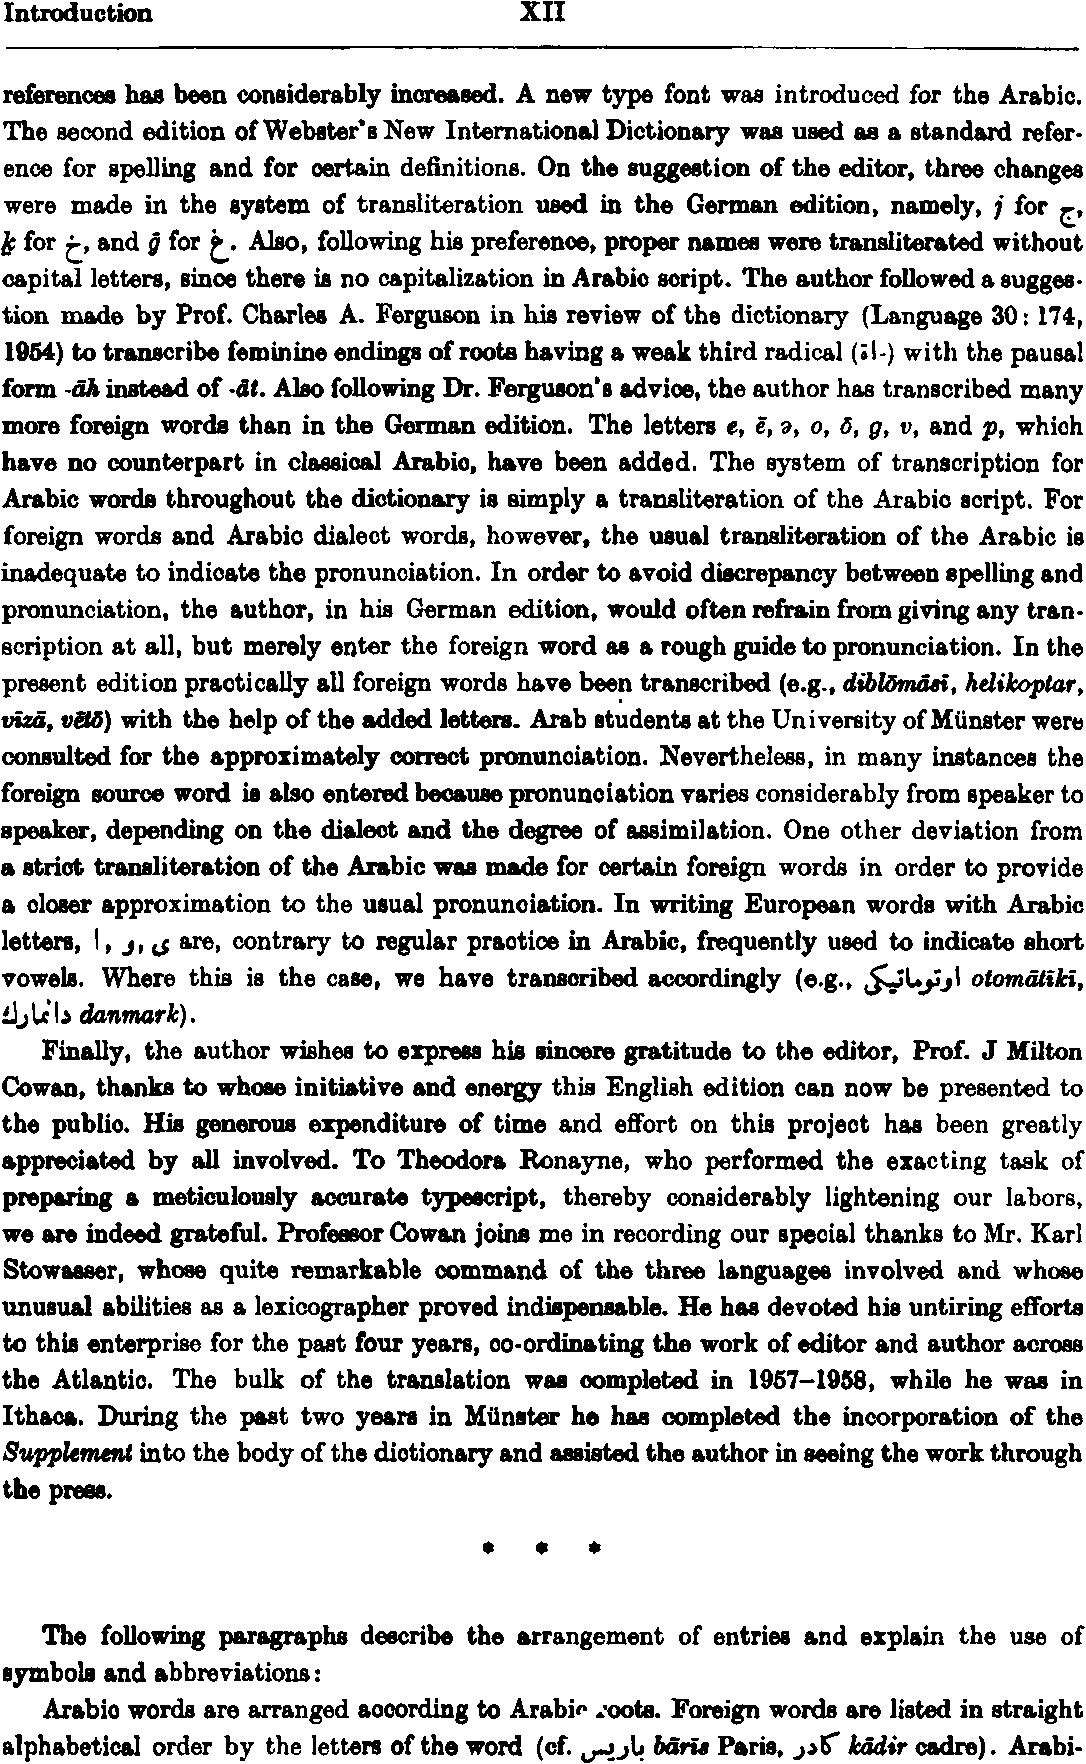 Introduction XII
references has been considerably increased. A new type font was introduced for the Arabic.
The second edition of Webster's New International Dictionary was used as a standard refer-
ence for spelling and for certain definitions. On the suggestion of the editor, three changes
were made in the system of transliteration used in the German edition, namely, j for ج,
ḵ for خ, and ḡ for غ. Also, following his preference, proper names were transliterated without
capital letters, since there is no capitalization in Arabic script. The author followed a sugges-
tion made by Prof. Charles A. Ferguson in his review of the dictionary (Language 30: 174,
1954) to transcribe feminine endings of roots having a weak third radical (-اة) with the pausal
form -āh instead of -āt. Also following Dr. Ferguson's advice, the author has transcribed many
more foreign words than in the German edition. The letters e, ē, ə, o, ō, g, v, and p, which
have no counterpart in classical Arabic, have been added. The system of transcription for
Arabic words throughout the dictionary is simply a transliteration of the Arabic script. For
foreign words and Arabic dialect words, however, the usual transliteration of the Arabic is
inadequate to indicate the pronunciation. In order to avoid discrepancy between spelling and
pronunciation, the author, in his German edition, would often refrain from giving any tran-
scription at all, but merely enter the foreign word as a rough guide to pronunciation. In the
present edition practically all foreign words have been transcribed (e.g., diblōmāsī, helikoptar,
vīzā, vētō) with the help of the added letters. Arab students at the University of Münster were
consulted for the approximately correct pronunciation. Nevertheless, in many instances the
foreign source word is also entered because pronunciation varies considerably from speaker to
speaker, depending on the dialect and the degree of assimilation. One other deviation from
a strict transliteration of the Arabic was made for certain foreign words in order to provide
a closer approximation to the usual pronunciation. In writing European words with Arabic
letters, ا, و, ى are, contrary to regular practice in Arabic, frequently used to indicate short
vowels. Where this is the case, we have transcribed accordingly (e.g., اوتوماتيكى otomātīkī,
دانمارك danmark).
Finally, the author wishes to express his sincere gratitude to the editor, Prof. J Milton
Cowan, thanks to whose initiative and energy this English edition can now be presented to
the public. His generous expenditure of time and effort on this project has been greatly
appreciated by all involved. To Theodora Ronayne, who performed the exacting task of
preparing a meticulously accurate typescript, thereby considerably lightening our labors,
we are indeed grateful. Professor Cowan joins me in recording our special thanks to Mr. Karl
Stowasser, whose quite remarkable command of the three languages involved and whose
unusual abilities as a lexicographer proved indispensable. He has devoted his untiring efforts
to this enterprise for the past four years, co-ordinating the work of editor and author across
the Atlantic. The bulk of the translation was completed in 1957–1958, while he was in
Ithaca. During the past two years in Münster he has completed the incorporation of the
Supplement into the body of the dictionary and assisted the author in seeing the work through
the press.
* * *
The following paragraphs describe the arrangement of entries and explain the use of
symbols and abbreviations:
Arabic words are arranged according to Arabic roots. Foreign words are listed in straight
alphabetical order by the letters of the word (cf. باريس bārīs Paris, كادر kādir cadre). Arabi-